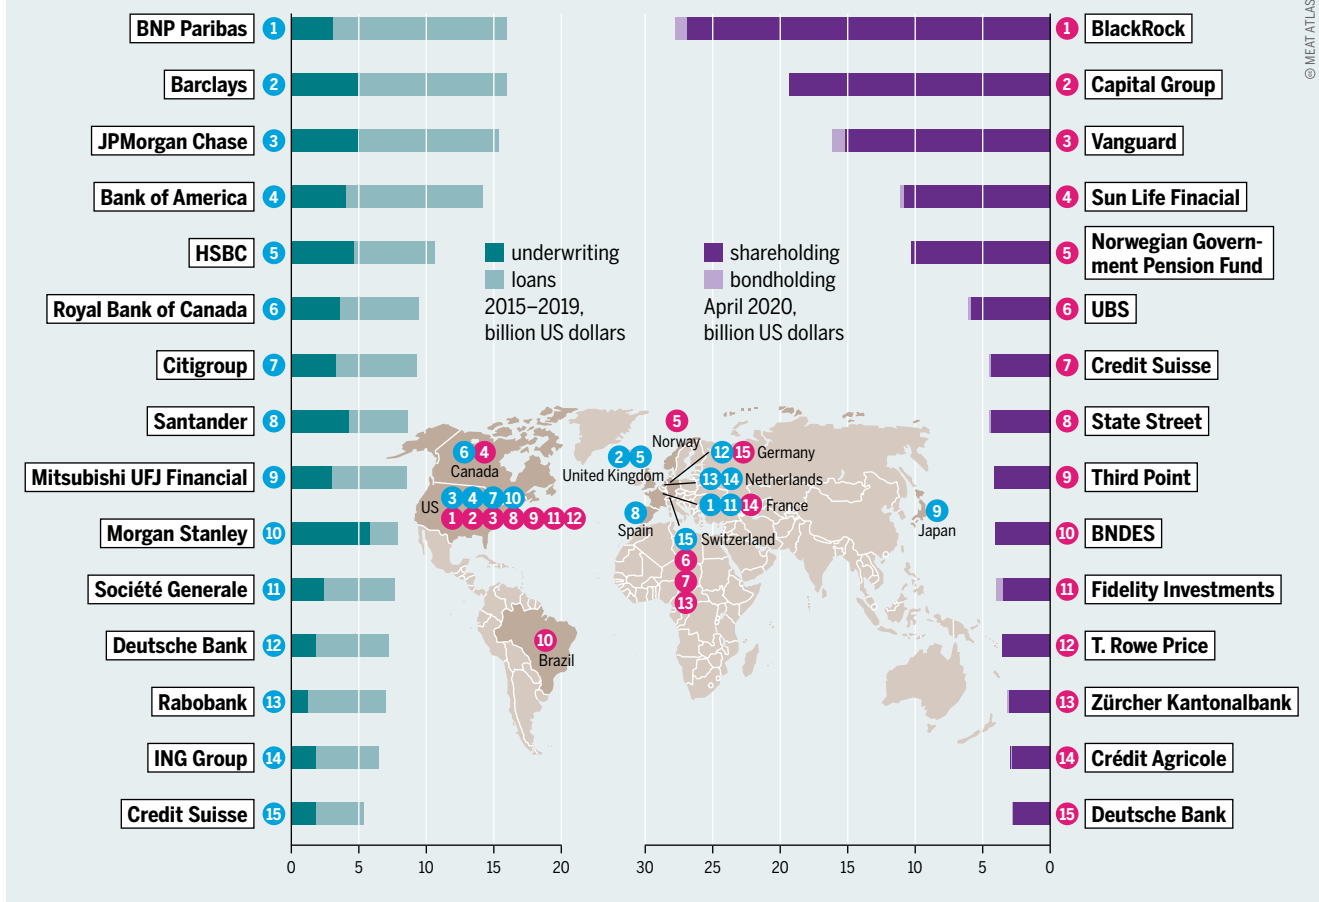 BNP Paribas 1
Barclays 2
JPMorgan Chase 3
Bank of America 4
HSBC 5
Royal Bank of Canada 6
Citigroup 7
Santander 8
Mitsubishi UFJ Financial 9
Morgan Stanley 10
Société Generale 11
Deutsche Bank 12
Rabobank 13
ING Group 14
Credit Suisse 15
0 5 10 15 20
underwriting
loans
2015–2019,
billion US dollars
shareholding
bondholding
April 2020,
billion US dollars
6 4
Canada
US
3 4 7 10
1 2 3 8 9 11 12
10
Brazil
5
Norway
2 5
United Kingdom
8
Spain
12 15 Germany
13 14 Netherlands
1 11 14 France
15 Switzerland
6
7
13
9
Japan
1 BlackRock
2 Capital Group
3 Vanguard
4 Sun Life Finacial
5 Norwegian Govern-
ment Pension Fund
6 UBS
7 Credit Suisse
8 State Street
9 Third Point
10 BNDES
11 Fidelity Investments
12 T. Rowe Price
13 Zürcher Kantonalbank
14 Crédit Agricole
15 Deutsche Bank
30 25 20 15 10 5 0
MEAT ATLAS